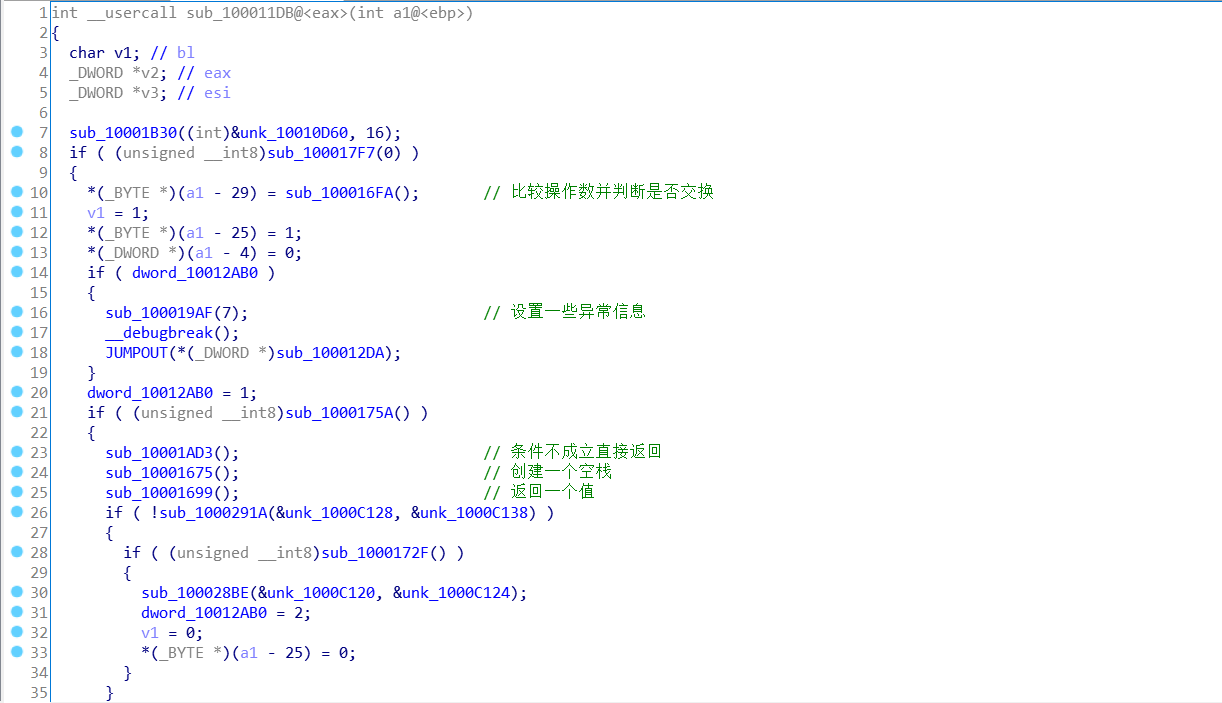 1 int __usercall sub_100011DB@<eax>(int a1@<ebp>)
2 {
3 char v1; // bl
4 _DWORD *v2; // eax
5 _DWORD *v3; // esi
6
7 sub_10001B30((int)&unk_10010D60, 16);
8 if ( (unsigned __int8)sub_100017F7(0) )
9 {
10 *(_BYTE *)(a1 - 29) = sub_100016FA(); // 比较操作数并判断是否交换
11 v1 = 1;
12 *(_BYTE *)(a1 - 25) = 1;
13 *(_DWORD *)(a1 - 4) = 0;
14 if ( dword_10012AB0 )
15 {
16 sub_100019AF(7); // 设置一些异常信息
17 __debugbreak();
18 JUMPOUT(*(_DWORD *)sub_100012DA);
19 }
20 dword_10012AB0 = 1;
21 if ( (unsigned __int8)sub_1000175A() )
22 {
23 sub_10001AD3(); // 条件不成立直接返回
24 sub_10001675(); // 创建一个空栈
25 sub_10001699(); // 返回一个值
26 if ( !sub_1000291A(&unk_1000C128, &unk_1000C138) )
27 {
28 if ( (unsigned __int8)sub_1000172F() )
29 {
30 sub_100028BE(&unk_1000C120, &unk_1000C124);
31 dword_10012AB0 = 2;
32 v1 = 0;
33 *(_BYTE *)(a1 - 25) = 0;
34 }
35 }